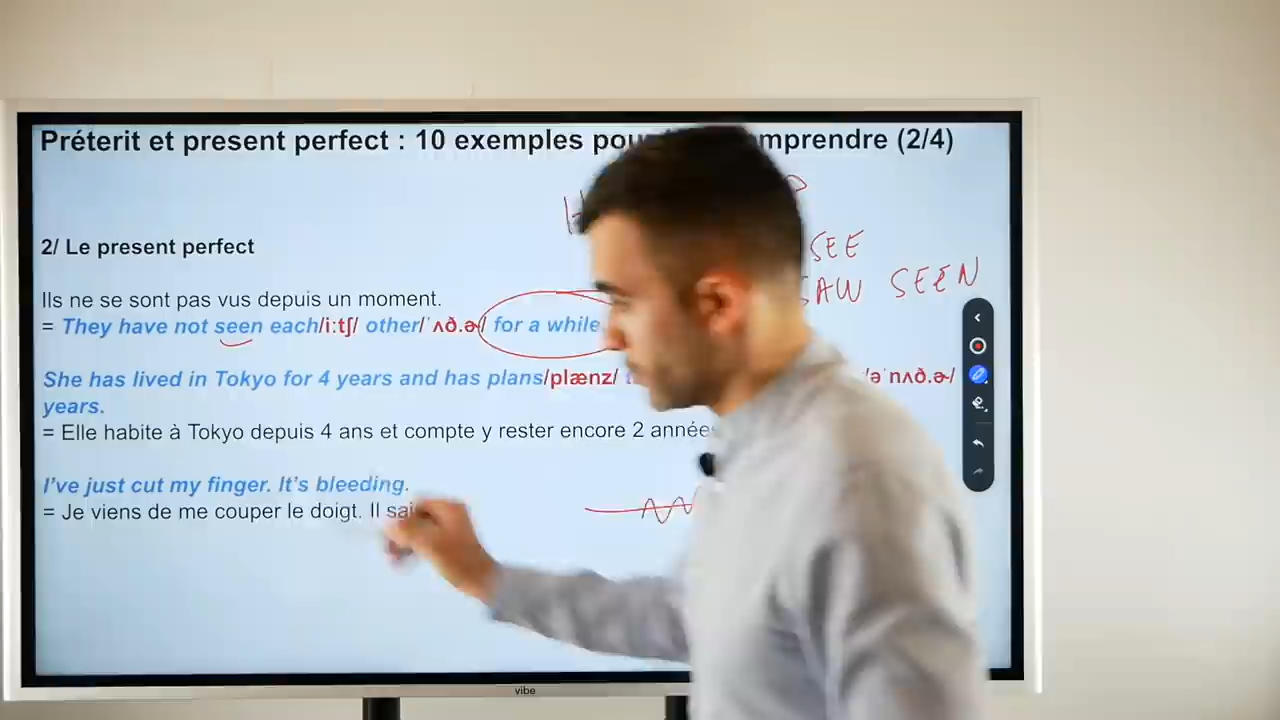 Préterit et present perfect : 10 exemples pou mprendre (2/4)
2/ Le present perfect
SEE
SAW SEEN
Ils ne se sont pas vus depuis un moment.
= They have not seen each/iːtʃ/ other/ˈʌð.ɚ/ for a while
She has lived in Tokyo for 4 years and has plans/plænz/ /əˈnʌð.ɚ/
years.
= Elle habite à Tokyo depuis 4 ans et compte y rester encore 2 années
I've just cut my finger. It's bleeding.
= Je viens de me couper le doigt. Il sai
vibe